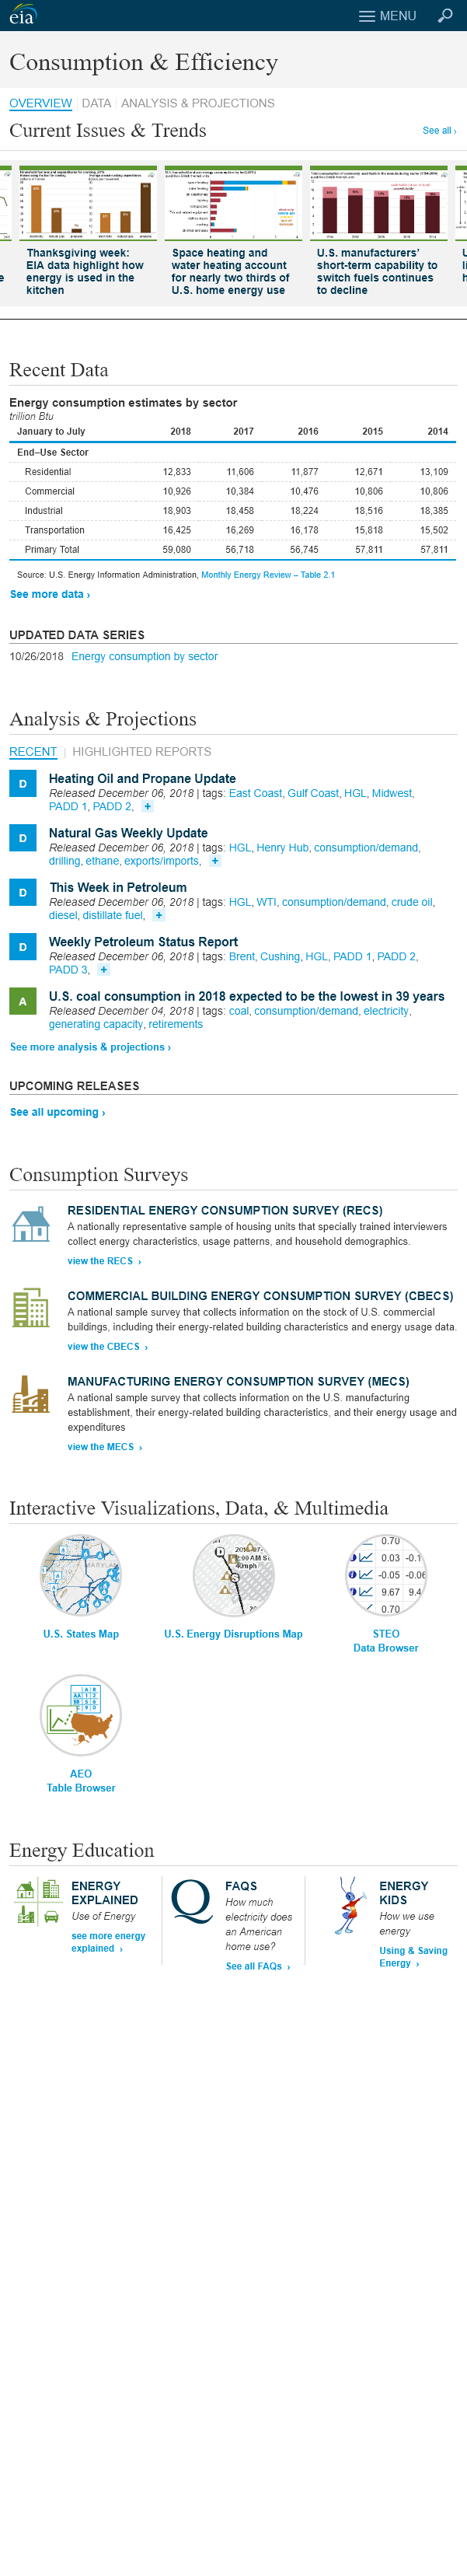 eia
MENU
Consumption & Efficiency
OVERVIEW DATA ANALYSIS & PROJECTIONS
Current Issues & Trends
See all ›
Thanksgiving week:
EIA data highlight how
energy is used in the
kitchen
Space heating and
water heating account
for nearly two thirds of
U.S. home energy use
U.S. manufacturers’
short-term capability to
switch fuels continues
to decline
Recent Data
Energy consumption estimates by sector
trillion Btu
January to July 2018 2017 2016 2015 2014
End–Use Sector
Residential 12,833 11,606 11,877 12,671 13,109
Commercial 10,926 10,384 10,476 10,806 10,806
Industrial 18,903 18,458 18,224 18,516 18,385
Transportation 16,425 16,269 16,178 15,818 15,502
Primary Total 59,080 56,718 56,745 57,811 57,811
Source: U.S. Energy Information Administration, Monthly Energy Review – Table 2.1
See more data ›
UPDATED DATA SERIES
10/26/2018 Energy consumption by sector
Analysis & Projections
RECENT | HIGHLIGHTED REPORTS
D Heating Oil and Propane Update
Released December 06, 2018 | tags: East Coast, Gulf Coast, HGL, Midwest,
PADD 1, PADD 2, +
D Natural Gas Weekly Update
Released December 06, 2018 | tags: HGL, Henry Hub, consumption/demand,
drilling, ethane, exports/imports, +
D This Week in Petroleum
Released December 06, 2018 | tags: HGL, WTI, consumption/demand, crude oil,
diesel, distillate fuel, +
D Weekly Petroleum Status Report
Released December 06, 2018 | tags: Brent, Cushing, HGL, PADD 1, PADD 2,
PADD 3, +
A U.S. coal consumption in 2018 expected to be the lowest in 39 years
Released December 04, 2018 | tags: coal, consumption/demand, electricity,
generating capacity, retirements
See more analysis & projections ›
UPCOMING RELEASES
See all upcoming ›
Consumption Surveys
RESIDENTIAL ENERGY CONSUMPTION SURVEY (RECS)
A nationally representative sample of housing units that specially trained interviewers
collect energy characteristics, usage patterns, and household demographics.
view the RECS ›
COMMERCIAL BUILDING ENERGY CONSUMPTION SURVEY (CBECS)
A national sample survey that collects information on the stock of U.S. commercial
buildings, including their energy-related building characteristics and energy usage data.
view the CBECS ›
MANUFACTURING ENERGY CONSUMPTION SURVEY (MECS)
A national sample survey that collects information on the U.S. manufacturing
establishment, their energy-related building characteristics, and their energy usage and
expenditures
view the MECS ›
Interactive Visualizations, Data, & Multimedia
0.70
0.03
-0.05 -0.06
9.67
0.70
U.S. States Map
U.S. Energy Disruptions Map
STEO
Data Browser
AEO
Table Browser
Energy Education
ENERGY
EXPLAINED
Use of Energy
see more energy
explained ›
Q
FAQS
How much
electricity does
an American
home use?
See all FAQs ›
ENERGY
KIDS
How we use
energy
Using & Saving
Energy ›